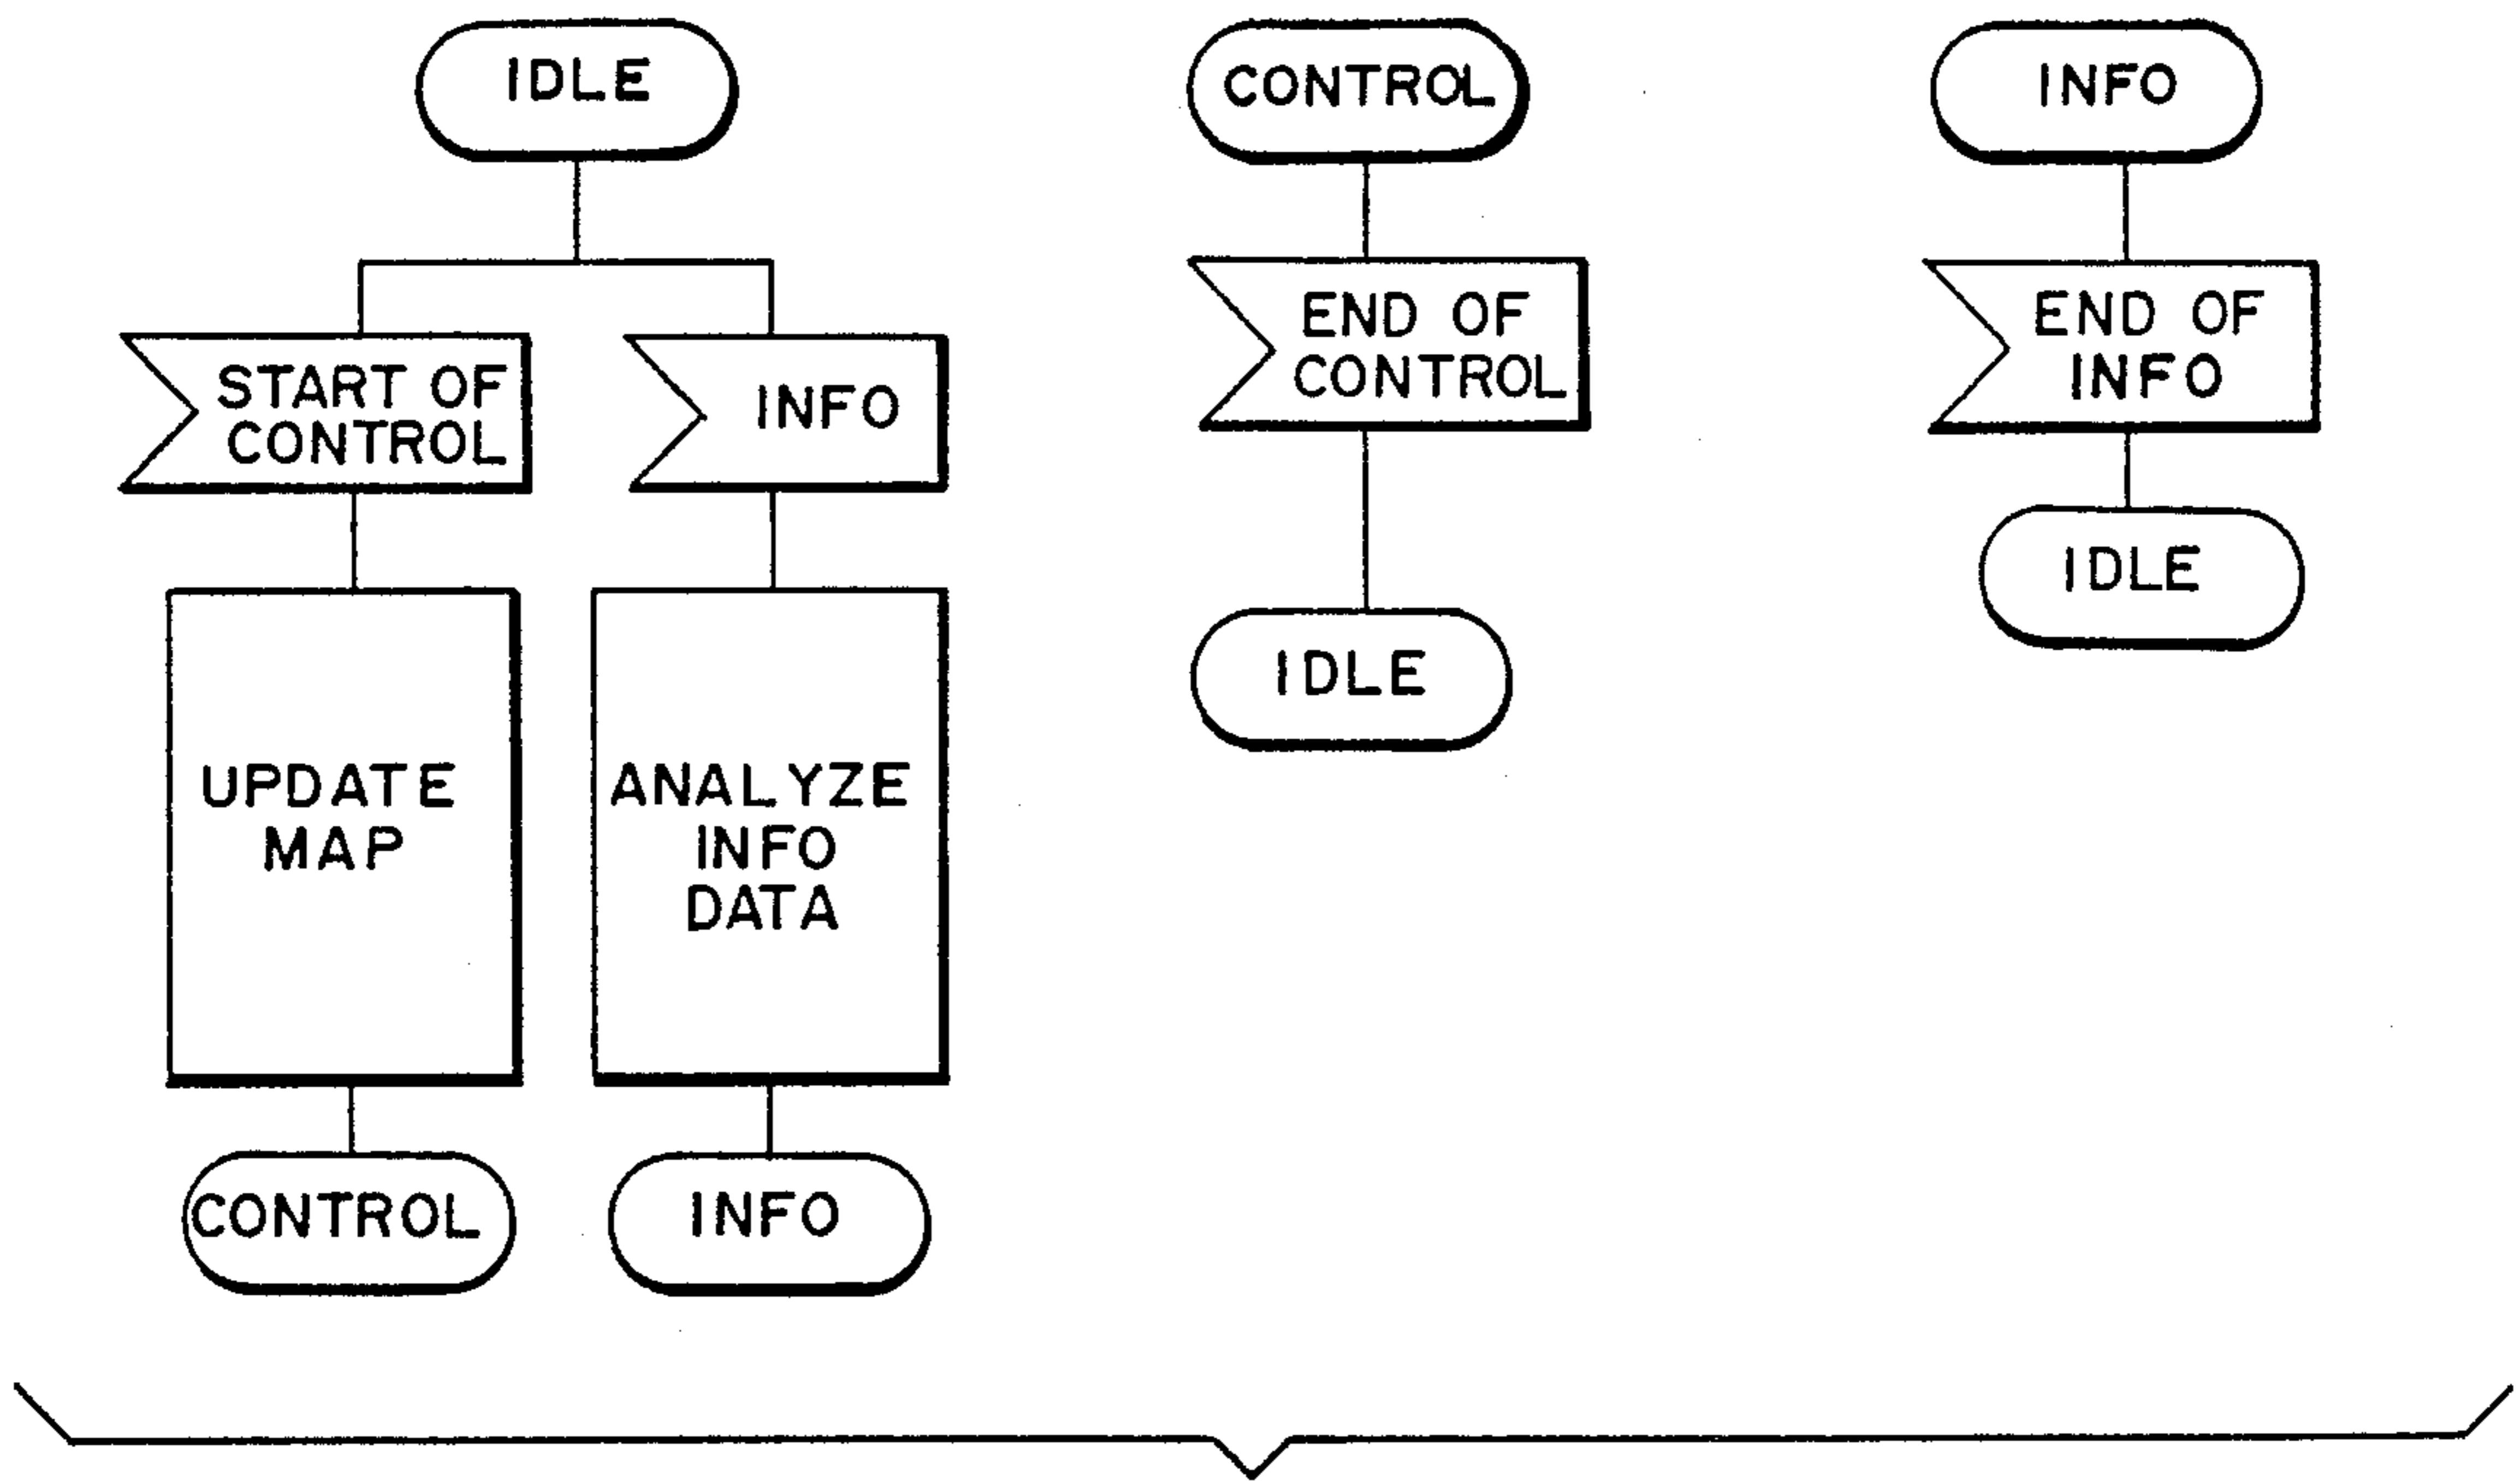 IDLE
START OF
CONTROL
INFO
UPDATE
MAP
ANALYZE
INFO
DATA
CONTROL
INFO
CONTROL
END OF
CONTROL
IDLE
INFO
END OF
INFO
IDLE